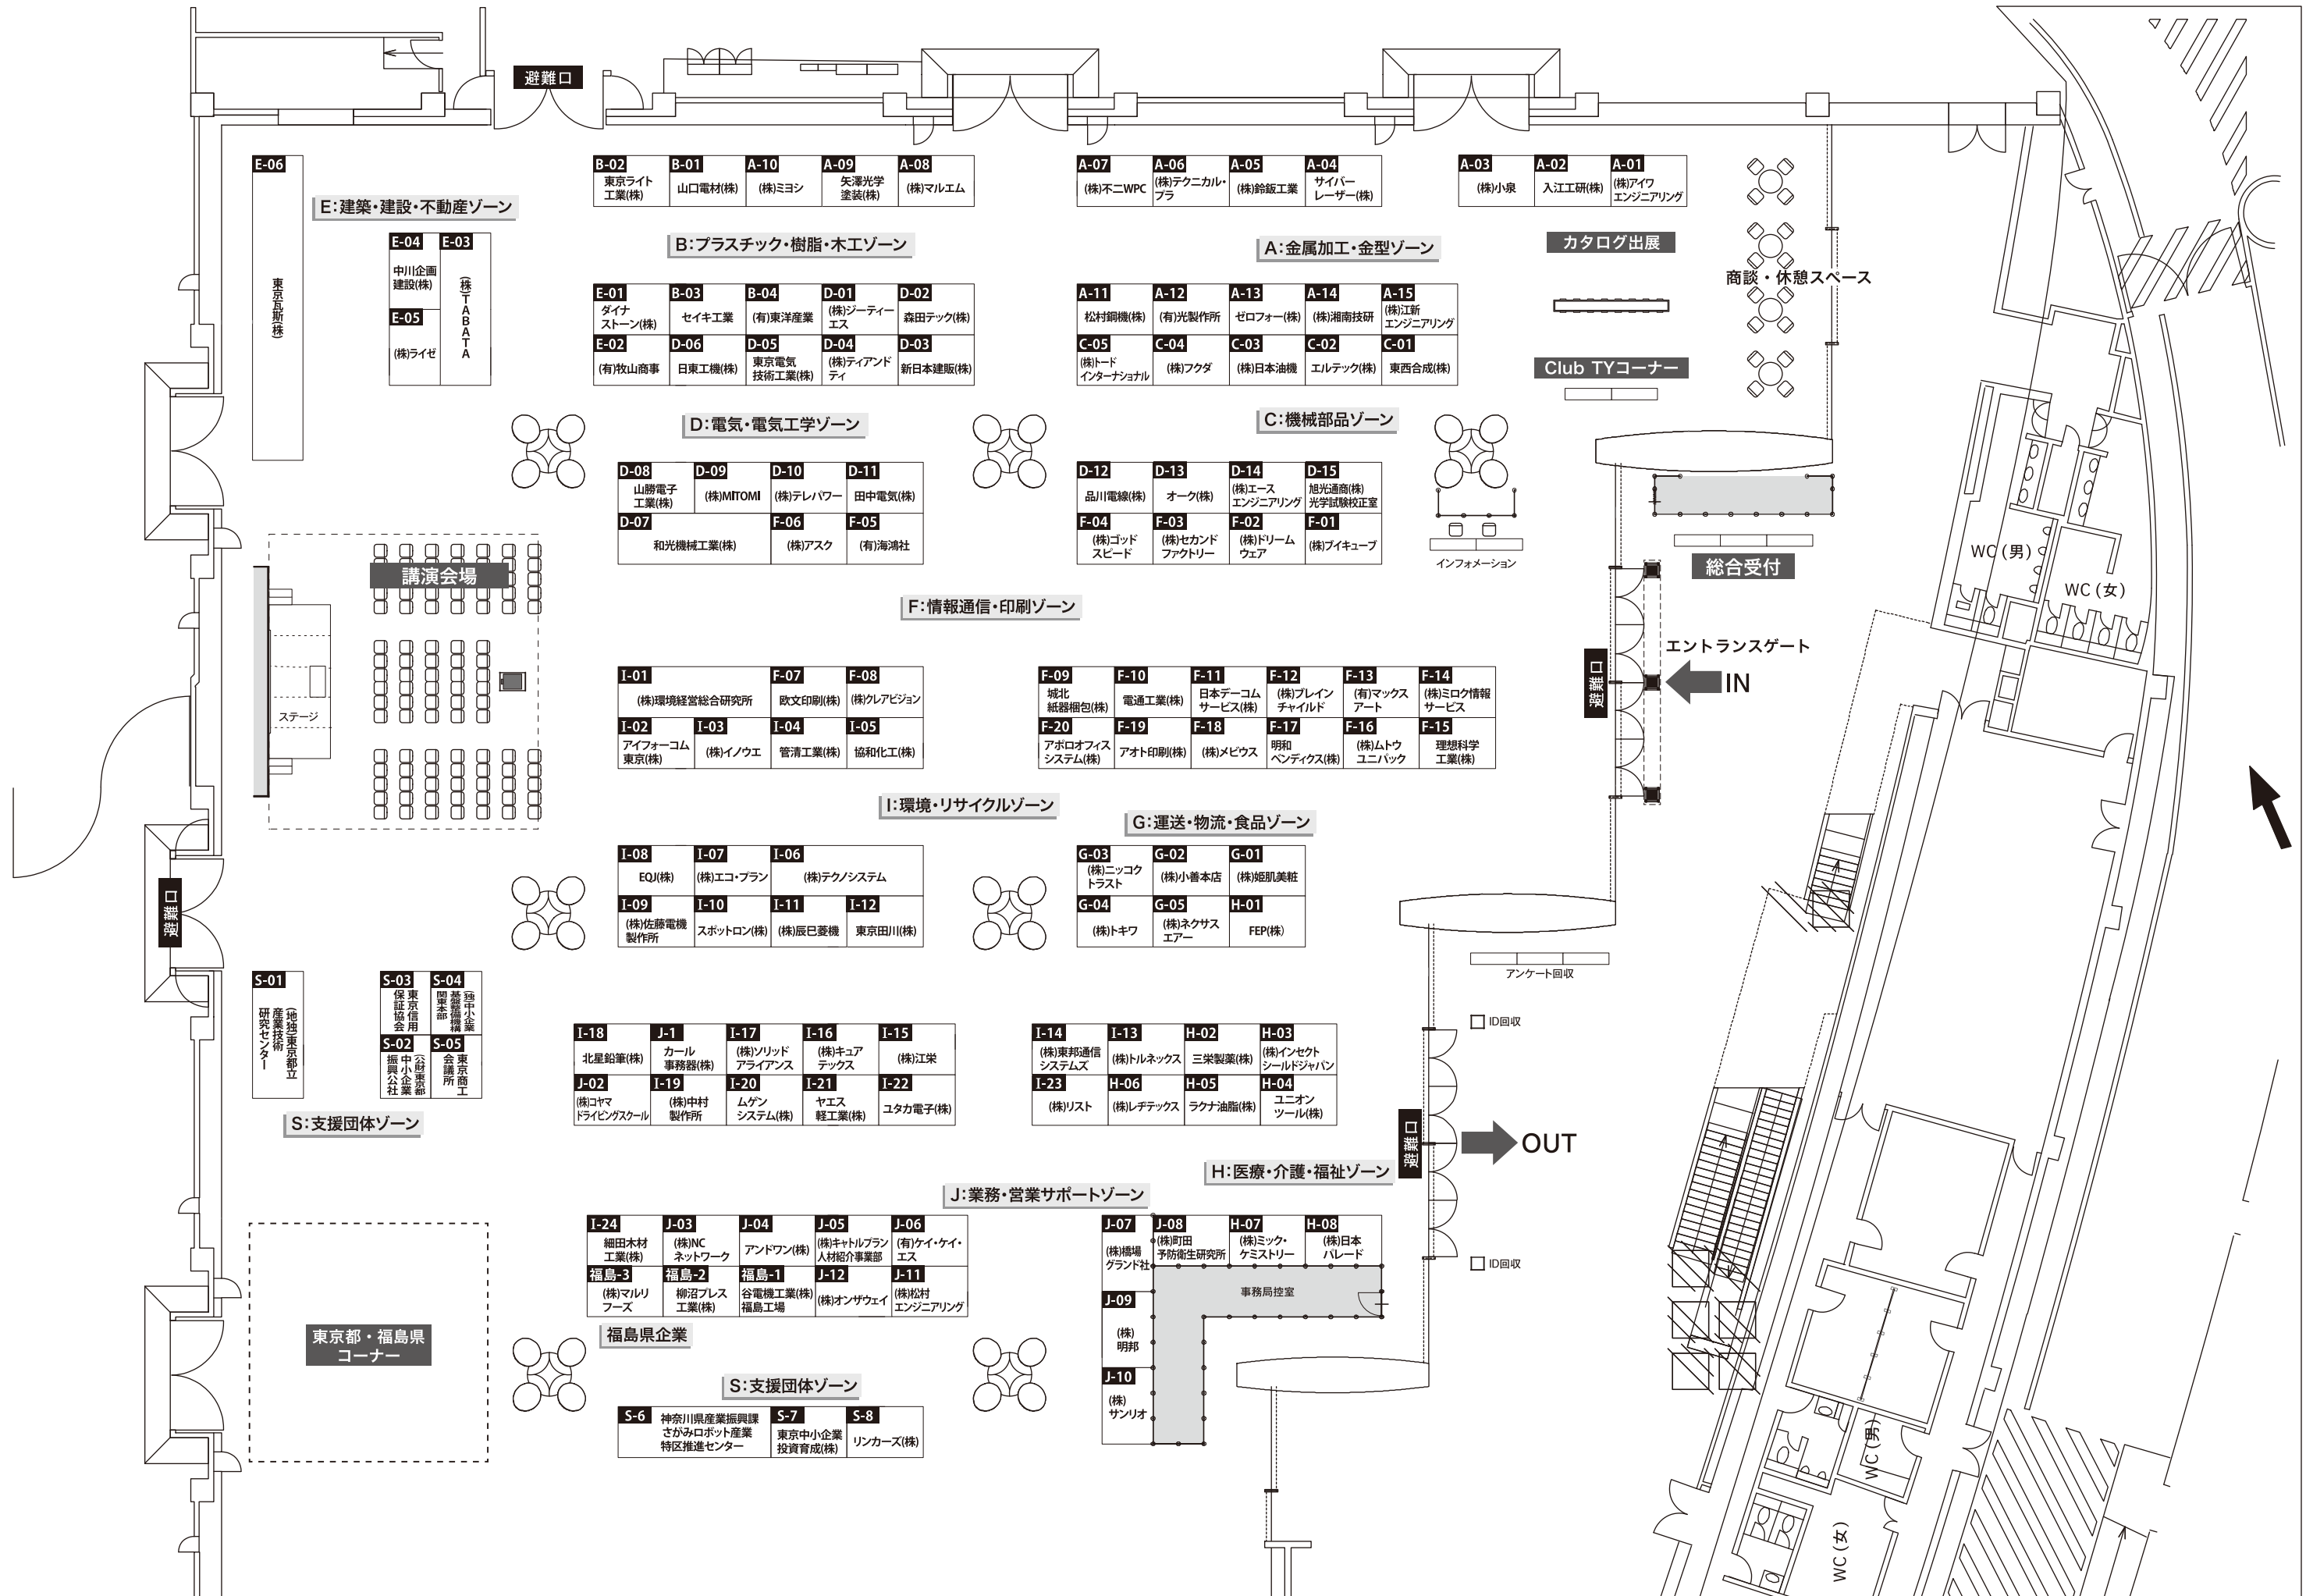 避難口
E-06
東京瓦斯(株)
E:建築・建設・不動産ゾーン
E-04
中川企画
建設(株)
E-03
(株)TABATA
E-05
(株)ライゼ
B-02
東京ライト
工業(株)
B-01
山口電材(株)
A-10
(株)ミヨシ
A-09
矢澤光学
塗装(株)
A-08
(株)マルエム
A-07
(株)不二WPC
A-06
(株)テクニカル・
プラ
A-05
(株)鈴鈑工業
A-04
サイバー
レーザー(株)
A-03
(株)小泉
A-02
入江工研(株)
A-01
(株)アイワ
エンジニアリング
B:プラスチック・樹脂・木工ゾーン
A:金属加工・金型ゾーン
カタログ出展
商談・休憩スペース
Club TYコーナー
E-01
ダイナ
ストーン(株)
B-03
セイキ工業
B-04
(有)東洋産業
D-01
(株)ジーティー
エス
D-02
森田テック(株)
E-02
(有)牧山商事
D-06
日東工機(株)
D-05
東京電気
技術工業(株)
D-04
(株)ティアンド
ティ
D-03
新日本建販(株)
A-11
松村鋼機(株)
A-12
(有)光製作所
A-13
ゼロフォー(株)
A-14
(株)湘南技研
A-15
(株)江新
エンジニアリング
C-05
(株)トード
インターナショナル
C-04
(株)フクダ
C-03
(株)日本油機
C-02
エルテック(株)
C-01
東西合成(株)
D:電気・電気工学ゾーン
C:機械部品ゾーン
D-08
山勝電子
工業(株)
D-09
(株)MITOMI
D-10
(株)テレパワー
D-11
田中電気(株)
D-07
和光機械工業(株)
F-06
(株)アスク
F-05
(有)海鴻社
D-12
品川電線(株)
D-13
オーク(株)
D-14
(株)エース
エンジニアリング
D-15
旭光通商(株)
光学試験校正室
F-04
(株)ゴッド
スピード
F-03
(株)セカンド
ファクトリー
F-02
(株)ドリーム
ウェア
F-01
(株)ブイキューブ
インフォメーション
総合受付
WC(男)
WC(女)
講演会場
ステージ
F:情報通信・印刷ゾーン
エントランスゲート
避難口
IN
I-01
(株)環境経営総合研究所
F-07
欧文印刷(株)
F-08
(株)クレアビジョン
I-02
アイフォーコム
東京(株)
I-03
(株)イノウエ
I-04
管清工業(株)
I-05
協和化工(株)
F-09
城北
紙器梱包(株)
F-10
電通工業(株)
F-11
日本デーコム
サービス(株)
F-12
(株)ブレイン
チャイルド
F-13
(有)マックス
アート
F-14
(株)ミロク情報
サービス
F-20
アポロオフィス
システム(株)
F-19
アオト印刷(株)
F-18
(株)メビウス
F-17
明和
ベンディクス(株)
F-16
(株)ムトウ
ユニパック
F-15
理想科学
工業(株)
I:環境・リサイクルゾーン
G:運送・物流・食品ゾーン
避難口
I-08
EQJ(株)
I-07
(株)エコ・プラン
I-06
(株)テクノシステム
I-09
(株)佐藤電機
製作所
I-10
スポットロン(株)
I-11
(株)辰巳菱機
I-12
東京田川(株)
G-03
(株)ニッコク
トラスト
G-02
(株)小善本店
G-01
(株)姫肌美粧
G-04
(株)トキワ
G-05
(株)ネクサス
エアー
H-01
FEP(株)
アンケート回収
ID回収
S-01
(地独)東京都立
産業技術
研究センター
S-03
東京信用
保証協会
S-04
(独)中小企業
基盤整備機構
関東本部
S-02
(公財)東京都
中小企業
振興公社
S-05
東京商工
会議所
S:支援団体ゾーン
I-18
北星鉛筆(株)
J-1
カール
事務器(株)
I-17
(株)ソリッド
アライアンス
I-16
(株)キュア
テックス
I-15
(株)江栄
J-02
(株)コヤマ
ドライビングスクール
I-19
(株)中村
製作所
I-20
ムゲン
システム(株)
I-21
ヤエス
軽工業(株)
I-22
ユタカ電子(株)
I-14
(株)東邦通信
システムズ
I-13
(株)トルネックス
H-02
三栄製薬(株)
H-03
(株)インセクト
シールドジャパン
I-23
(株)リスト
H-06
(株)レヂテックス
H-05
ラクナ油脂(株)
H-04
ユニオン
ツール(株)
避難口
OUT
H:医療・介護・福祉ゾーン
J:業務・営業サポートゾーン
I-24
細田木材
工業(株)
J-03
(株)NC
ネットワーク
J-04
アンドワン(株)
J-05
(株)キャトルプラン
人材紹介事業部
J-06
(有)ケイ・ケイ・
エス
福島-3
(株)マルリ
フーズ
福島-2
柳沼プレス
工業(株)
福島-1
谷電機工業(株)
福島工場
J-12
(株)オンザウェイ
J-11
(株)松村
エンジニアリング
J-07
(株)橋場
グランド社
J-08
(株)町田
予防衛生研究所
H-07
(株)ミック・
ケミストリー
H-08
(株)日本
パレード
事務局控室
ID回収
J-09
(株)
明邦
J-10
(株)
サンリオ
東京都・福島県
コーナー
福島県企業
S:支援団体ゾーン
S-6
神奈川県産業振興課
さがみロボット産業
特区推進センター
S-7
東京中小企業
投資育成(株)
S-8
リンカーズ(株)
WC(男)
WC(女)